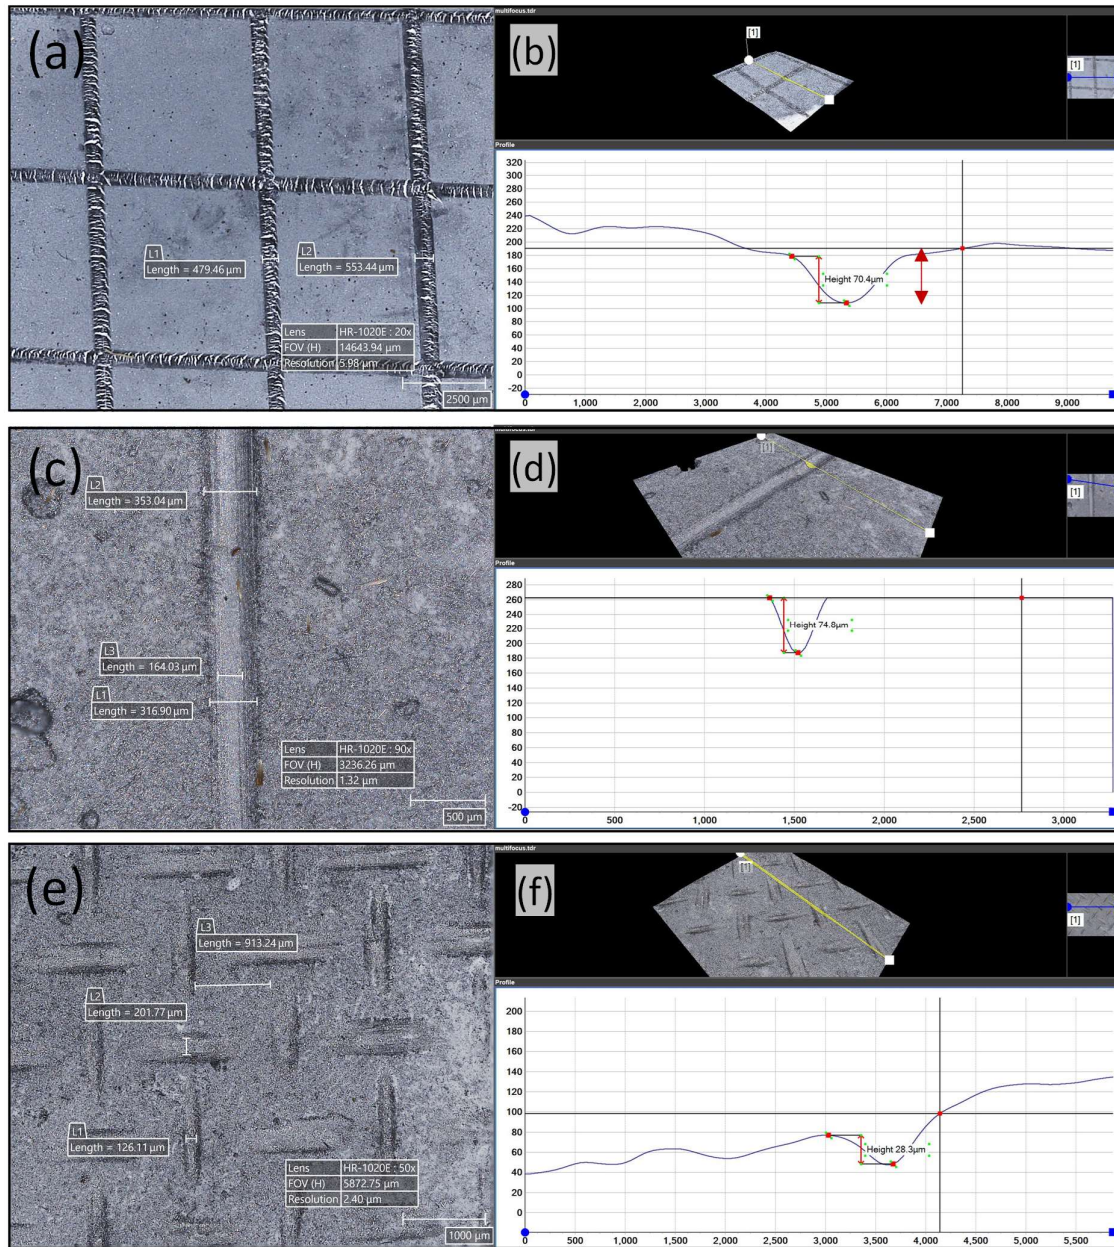 (a)
L1
Length = 479.46 µm
L2
Length = 553.44 µm
Lens HR-1020E : 20x
FOV (H) 14643.94 µm
Resolution 5.98 µm
2500 µm
multifocus.tdr
(b)
[1]
[1]
Profile
320
300
280
260
240
220
200
180
160
140
120
100
80
60
40
20
0
-20
Height 70.4µm
0 1,000 2,000 3,000 4,000 5,000 6,000 7,000 8,000 9,000
(c)
L2
Length = 353.04 µm
L3
Length = 164.03 µm
L1
Length = 316.90 µm
Lens HR-1020E : 90x
FOV (H) 3236.26 µm
Resolution 1.32 µm
500 µm
multifocus.tdr
(d)
[1]
[1]
Profile
280
260
240
220
200
180
160
140
120
100
80
60
40
20
0
-20
Height 74.8µm
0 500 1,000 1,500 2,000 2,500 3,000
(e)
L3
Length = 913.24 µm
L2
Length = 201.77 µm
L1
Length = 126.11 µm
Lens HR-1020E : 50x
FOV (H) 5872.75 µm
Resolution 2.40 µm
1000 µm
multifocus.tdr
(f)
[1]
[1]
Profile
200
180
160
140
120
100
80
60
40
20
0
Height 28.3µm
0 500 1,000 1,500 2,000 2,500 3,000 3,500 4,000 4,500 5,000 5,500